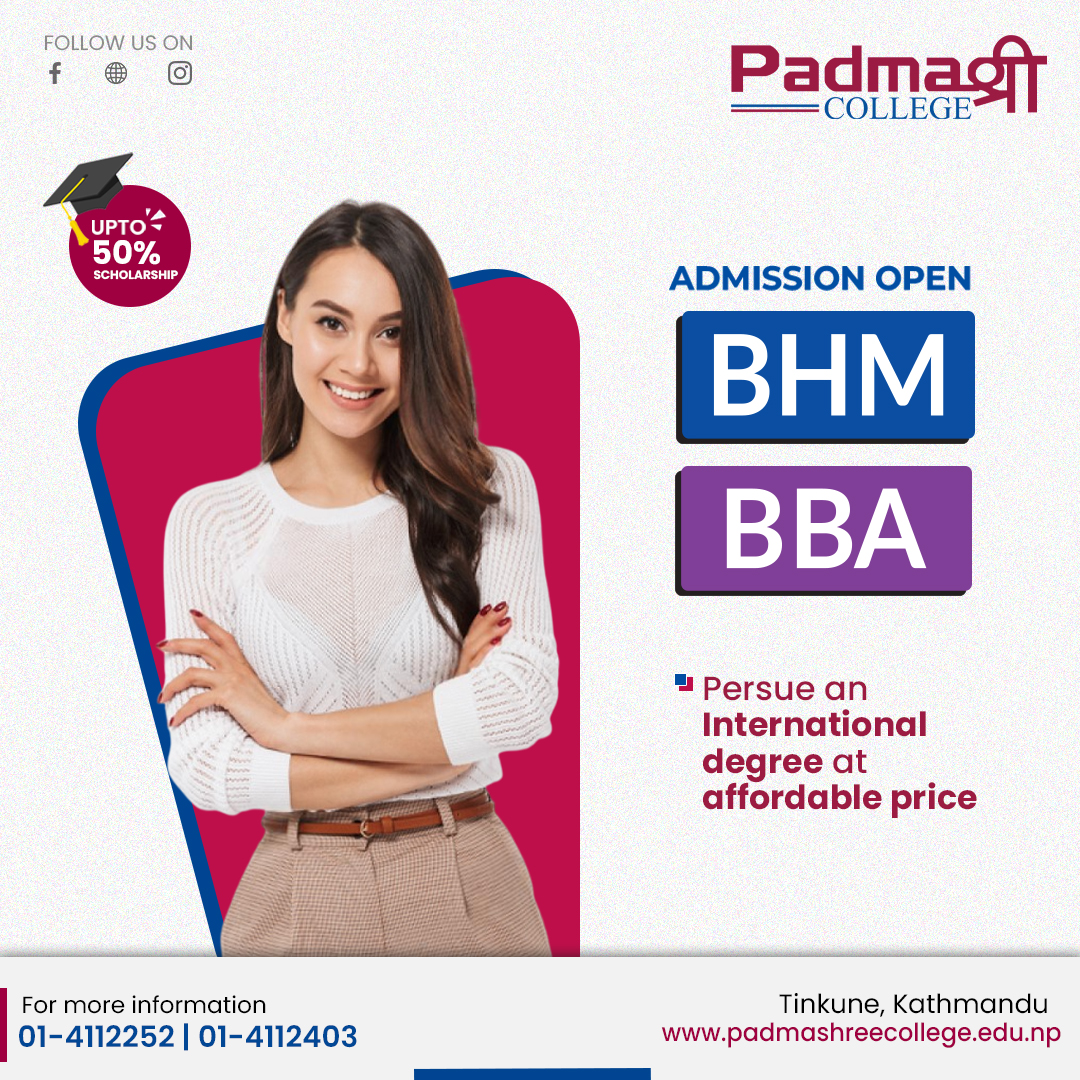 FOLLOW US ON
Padmaश्री
COLLEGE
UPTO
50%
SCHOLARSHIP
ADMISSION OPEN
BHM
BBA
Persue an
International
degree at
affordable price
For more information
01-4112252 | 01-4112403
Tinkune, Kathmandu
www.padmashreecollege.edu.np